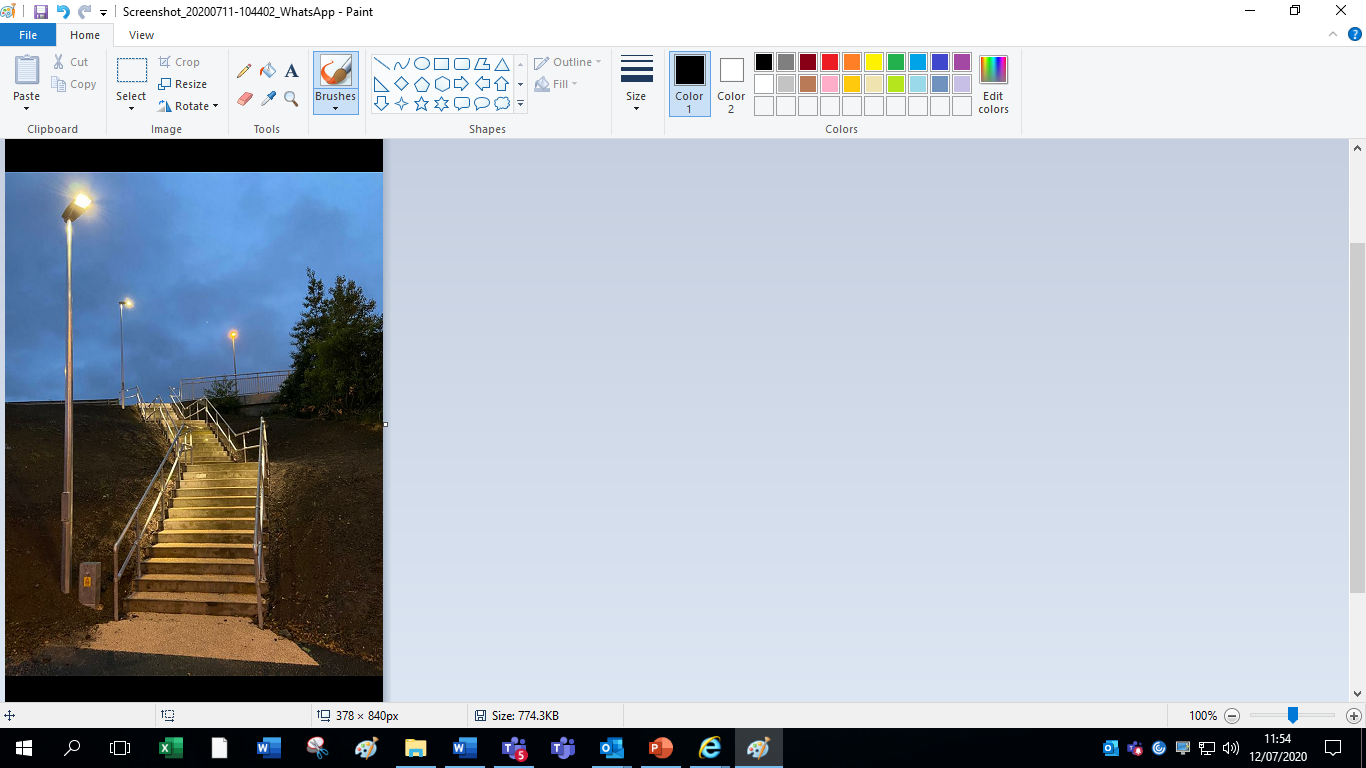 Screenshot_20200711-104402_WhatsApp - Paint
File
Home
View
Paste
Cut
Copy
Clipboard
Select
Crop
Resize
Rotate
Image
Tools
Brushes
Shapes
Outline
Fill
Size
Color
1
Color
2
Edit
colors
Colors
378 × 840px
Size: 774.3KB
100%
5
11:54
12/07/2020